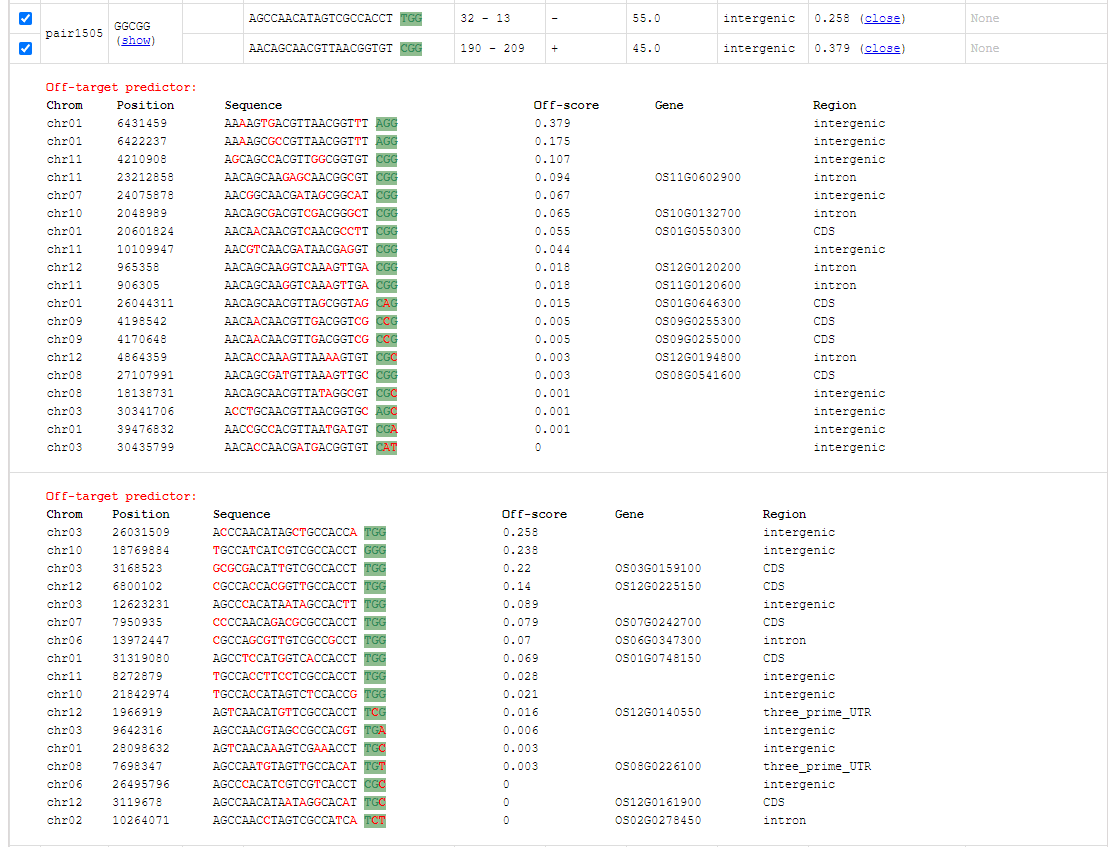 AGCCAACATAGTCGCCACCT TGG 32 - 13 - 55.0 intergenic 0.258 (close) None
pair1505 GGCGG
(show)
AACAGCAACGTTAACGGTGT CGG 190 - 209 + 45.0 intergenic 0.379 (close) None
Off-target predictor:
Chrom Position Sequence Off-score Gene Region
chr01 6431459 AAAAGTGACGTTAACGGTTT AGG 0.379 intergenic
chr01 6422237 AAAAGCGCCGTTAACGGTTT AGG 0.175 intergenic
chr11 4210908 AGCAGCCACGTTGGCGGTGT CGG 0.107 intergenic
chr11 23212858 AACAGCAAGAGCAACGGCGT CGG 0.094 OS11G0602900 intron
chr07 24075878 AACGGCAACGATAGCGGCAT CGG 0.067 intergenic
chr10 2048989 AACAGCGACGTCGACGGGCT CGG 0.065 OS10G0132700 intron
chr01 20601824 AACAACAACGTCAACGCCTT CGG 0.055 OS01G0550300 CDS
chr11 10109947 AACGTCAACGATAACGAGGT CGG 0.044 intergenic
chr12 965358 AACAGCAAGGTCAAAGTTGA CGG 0.018 OS12G0120200 intron
chr11 906305 AACAGCAAGGTCAAAGTTGA CGG 0.018 OS11G0120600 intron
chr01 26044311 AACAGCAACGTTAGCGGTAG CAG 0.015 OS01G0646300 CDS
chr09 4198542 AACAACAACGTTGACGGTCG CCG 0.005 OS09G0255300 CDS
chr09 4170648 AACAACAACGTTGACGGTCG CCG 0.005 OS09G0255000 CDS
chr12 4864359 AACACCAAAGTTAAAAGTGT CGC 0.003 OS12G0194800 intron
chr08 27107991 AACAGCGATGTTAAAGTTGC CGG 0.003 OS08G0541600 CDS
chr08 18138731 AACAGCAACGTTATAGGCGT CGC 0.001 intergenic
chr03 30341706 ACCTGCAACGTTAACGGTGC AGC 0.001 intergenic
chr01 39476832 AACCGCCACGTTAATGATGT CGA 0.001 intergenic
chr03 30435799 AACACCAACGATGACGGTGT CAT 0 intergenic
Off-target predictor:
Chrom Position Sequence Off-score Gene Region
chr03 26031509 ACCCAACATAGCTGCCACCA TGG 0.258 intergenic
chr10 18769884 TGCCATCATCGTCGCCACCT GGG 0.238 intergenic
chr03 3168523 GCGCGACATTGTCGCCACCT TGG 0.22 OS03G0159100 CDS
chr12 6800102 CGCCACCACGGTTGCCACCT TGG 0.14 OS12G0225150 CDS
chr03 12623231 AGCCCACATAATAGCCACTT TGG 0.089 intergenic
chr07 7950935 CCCCAACAGACGCGCCACCT TGG 0.079 OS07G0242700 CDS
chr06 13972447 CGCCAGCGTTGTCGCCGCCT TGG 0.07 OS06G0347300 intron
chr01 31319080 AGCCTCCATGGTCACCACCT TGG 0.069 OS01G0748150 CDS
chr11 8272879 TGCCACCTTCCTCGCCACCT TGG 0.028 intergenic
chr10 21842974 TGCCACCATAGTCTCCACCG TGG 0.021 intergenic
chr12 1966919 AGTCAACATGTTCGCCACCT TCG 0.016 OS12G0140550 three_prime_UTR
chr03 9642316 AGCCAACGTAGCCGCCACGT TGA 0.006 intergenic
chr01 28098632 AGTCAACAAAGTCGAAACCT TGC 0.003 intergenic
chr08 7698347 AGCCAATGTAGTTGCCACAT TGT 0.003 OS08G0226100 three_prime_UTR
chr06 26495796 AGCCCACATCGTCGTCACCT CGC 0 intergenic
chr12 3119678 AGCCAACATAATAGGCACAT TGC 0 OS12G0161900 CDS
chr02 10264071 AGCCAACCTAGTCGCCATCA TCT 0 OS02G0278450 intron